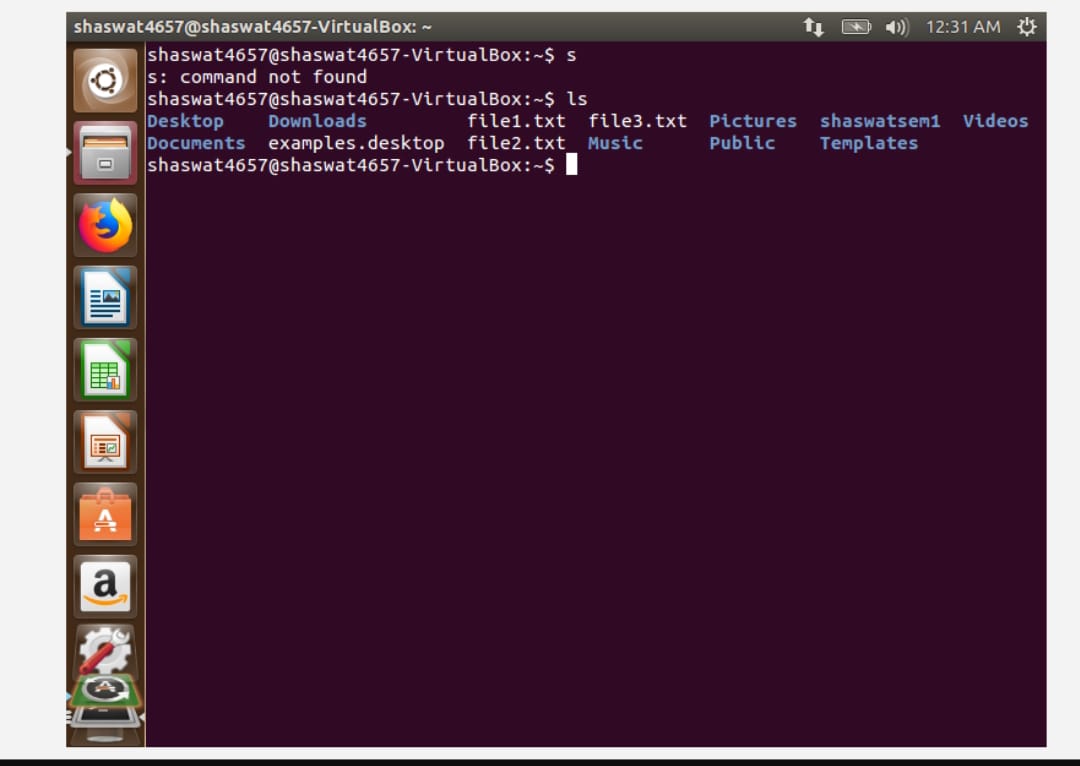 shaswat4657@shaswat4657-VirtualBox: ~ 12:31 AM
shaswat4657@shaswat4657-VirtualBox:~$ s
s: command not found
shaswat4657@shaswat4657-VirtualBox:~$ ls
Desktop Downloads file1.txt file3.txt Pictures shaswatsem1 Videos
Documents examples.desktop file2.txt Music Public Templates
shaswat4657@shaswat4657-VirtualBox:~$
A
a